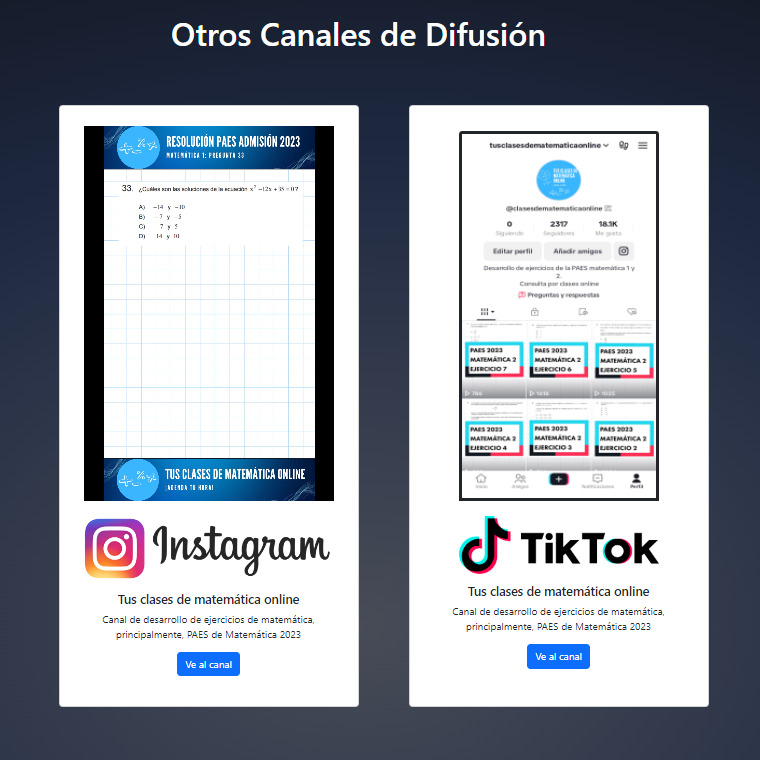 Otros Canales de Difusión
RESOLUCIÓN PAES ADMISIÓN 2023
MATEMÁTICA 1: PREGUNTA 33
33. ¿Cuáles son las soluciones de la ecuación x² −12x + 35 = 0?
A) −14 y −10
B) −7 y −5
C) 7 y 5
D) 14 y 10
TUS CLASES DE MATEMÁTICA ONLINE
¡AGENDA TU HORA!
Instagram
Tus clases de matemática online
Canal de desarrollo de ejercicios de matemática,
principalmente, PAES de Matemática 2023
Ve al canal
tusclasesdematematicaonline
@clasesdematematicaonline
0 2317 18.1K
Siguiendo Seguidores Me gusta
Editar perfil Añadir amigos
Desarrollo de ejercicios de la PAES matemática 1 y
2.
Consulta por clases online
Preguntas y respuestas
PAES 2023 PAES 2023 PAES 2023
MATEMÁTICA 2 MATEMÁTICA 2 MATEMÁTICA 2
EJERCICIO 7 EJERCICIO 6 EJERCICIO 5
PAES 2023 PAES 2023 PAES 2023
MATEMÁTICA 2 MATEMÁTICA 2 MATEMÁTICA 2
EJERCICIO 4 EJERCICIO 3 EJERCICIO 2
Inicio Amigos Notificaciones Perfil
TikTok
Tus clases de matemática online
Canal de desarrollo de ejercicios de matemática,
principalmente, PAES de Matemática 2023
Ve al canal